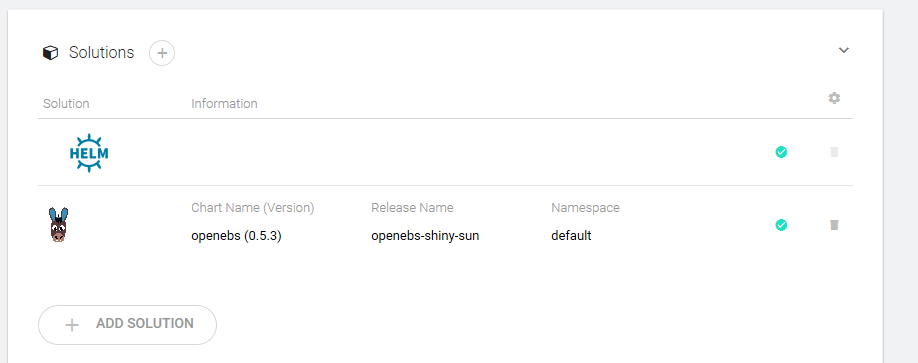 Solutions
Solution Information
HELM
Chart Name (Version) Release Name Namespace
openebs (0.5.3) openebs-shiny-sun default
ADD SOLUTION